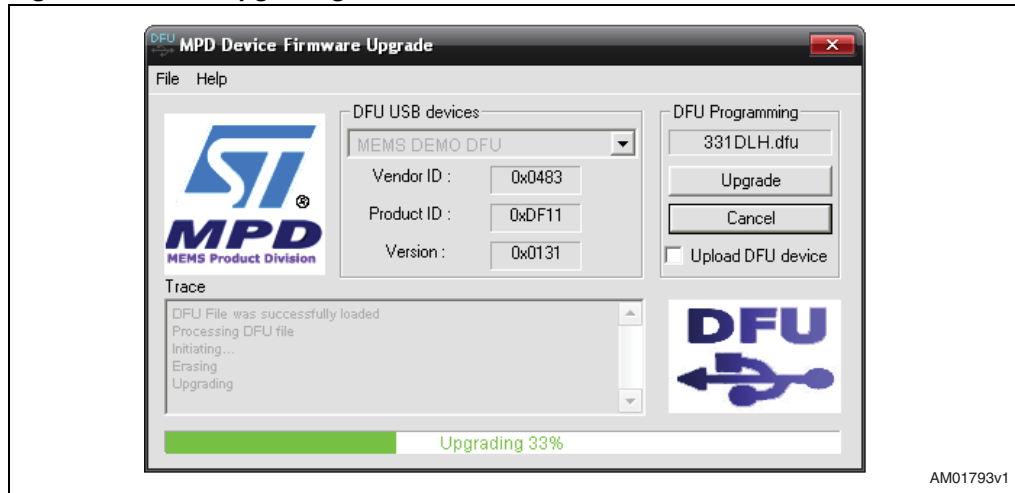 DFU MPD Device Firmware Upgrade
File Help
DFU USB devices
MEMS DEMO DFU
Vendor ID : 0x0483
Product ID : 0xDF11
Version : 0x0131
DFU Programming
331DLH.dfu
Upgrade
Cancel
Upload DFU device
ST ®
MPD
MEMS Product Division
Trace
DFU File was successfully loaded
Processing DFU file
Initiating...
Erasing
Upgrading
DFU
Upgrading 33%
AM01793v1